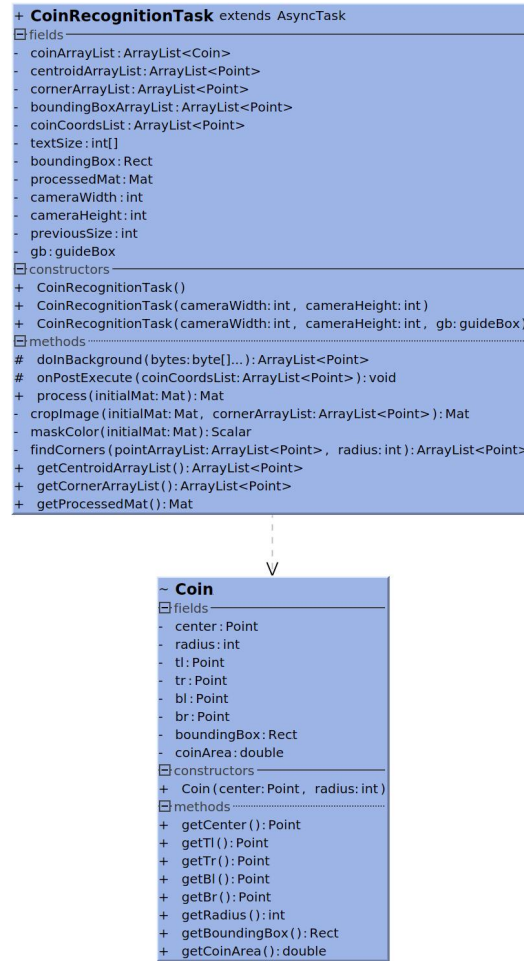 + CoinRecognitionTask extends AsyncTask
fields
- coinArrayList:ArrayList<Coin>
- centroidArrayList:ArrayList<Point>
- cornerArrayList:ArrayList<Point>
- boundingBoxArrayList:ArrayList<Point>
- coinCoordsList:ArrayList<Point>
- textSize:int[]
- boundingBox:Rect
- processedMat:Mat
- cameraWidth:int
- cameraHeight:int
- previousSize:int
- gb:guideBox
constructors
+ CoinRecognitionTask()
+ CoinRecognitionTask(cameraWidth:int, cameraHeight:int)
+ CoinRecognitionTask(cameraWidth:int, cameraHeight:int, gb:guideBox)
methods
# doInBackground(bytes:byte[]...):ArrayList<Point>
# onPostExecute(coinCoordsList:ArrayList<Point>):void
+ process(initialMat:Mat):Mat
- cropImage(initialMat:Mat, cornerArrayList:ArrayList<Point>):Mat
- maskColor(initialMat:Mat):Scalar
- findCorners(pointArrayList:ArrayList<Point>, radius:int):ArrayList<Point>
+ getCentroidArrayList():ArrayList<Point>
+ getCornerArrayList():ArrayList<Point>
+ getProcessedMat():Mat
~ Coin
fields
- center:Point
- radius:int
- tl:Point
- tr:Point
- bl:Point
- br:Point
- boundingBox:Rect
- coinArea:double
constructors
+ Coin(center:Point, radius:int)
methods
+ getCenter():Point
+ getTl():Point
+ getTr():Point
+ getBl():Point
+ getBr():Point
+ getRadius():int
+ getBoundingBox():Rect
+ getCoinArea():double